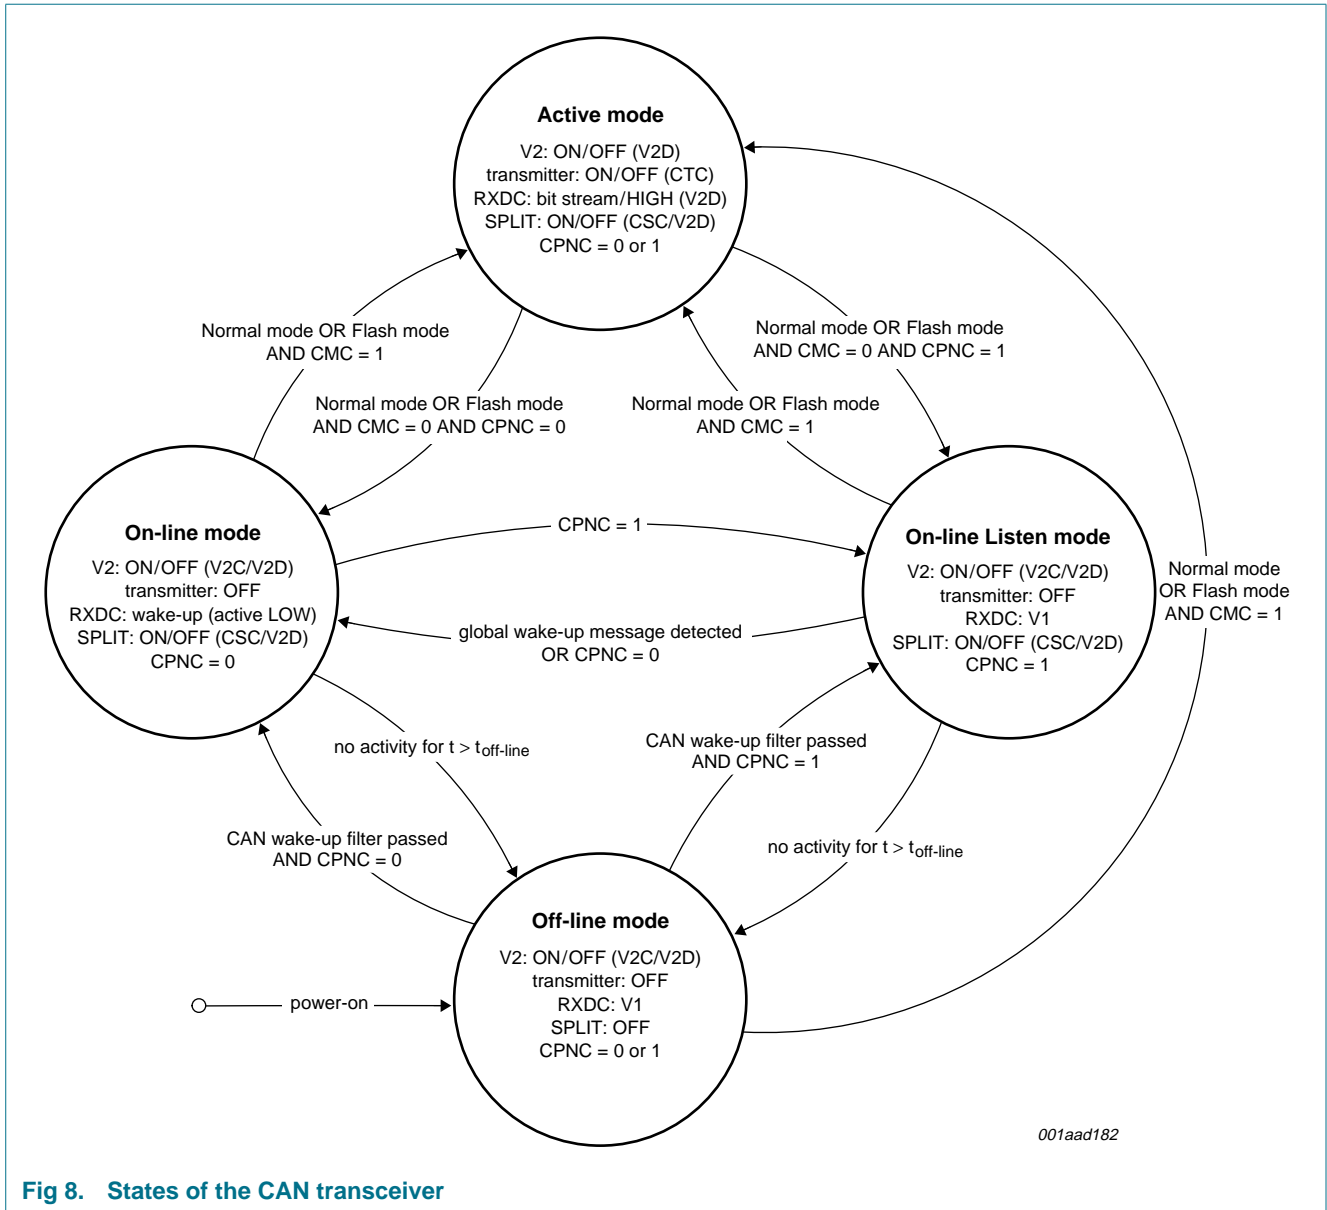 Active mode
V2: ON/OFF (V2D)
transmitter: ON/OFF (CTC)
RXDC: bit stream/HIGH (V2D)
SPLIT: ON/OFF (CSC/V2D)
CPNC = 0 or 1
Normal mode OR Flash mode
AND CMC = 1
Normal mode OR Flash mode
AND CMC = 0 AND CPNC = 1
Normal mode OR Flash mode
AND CMC = 0 AND CPNC = 0
Normal mode OR Flash mode
AND CMC = 1
On-line mode
V2: ON/OFF (V2C/V2D)
transmitter: OFF
RXDC: wake-up (active LOW)
SPLIT: ON/OFF (CSC/V2D)
CPNC = 0
CPNC = 1
On-line Listen mode
V2: ON/OFF (V2C/V2D)
transmitter: OFF
RXDC: V1
SPLIT: ON/OFF (CSC/V2D)
CPNC = 1
Normal mode
OR Flash mode
AND CMC = 1
global wake-up message detected
OR CPNC = 0
no activity for t > toff-line
CAN wake-up filter passed
AND CPNC = 1
CAN wake-up filter passed
AND CPNC = 0
no activity for t > toff-line
Off-line mode
V2: ON/OFF (V2C/V2D)
transmitter: OFF
RXDC: V1
SPLIT: OFF
CPNC = 0 or 1
power-on
001aad182
Fig 8. States of the CAN transceiver